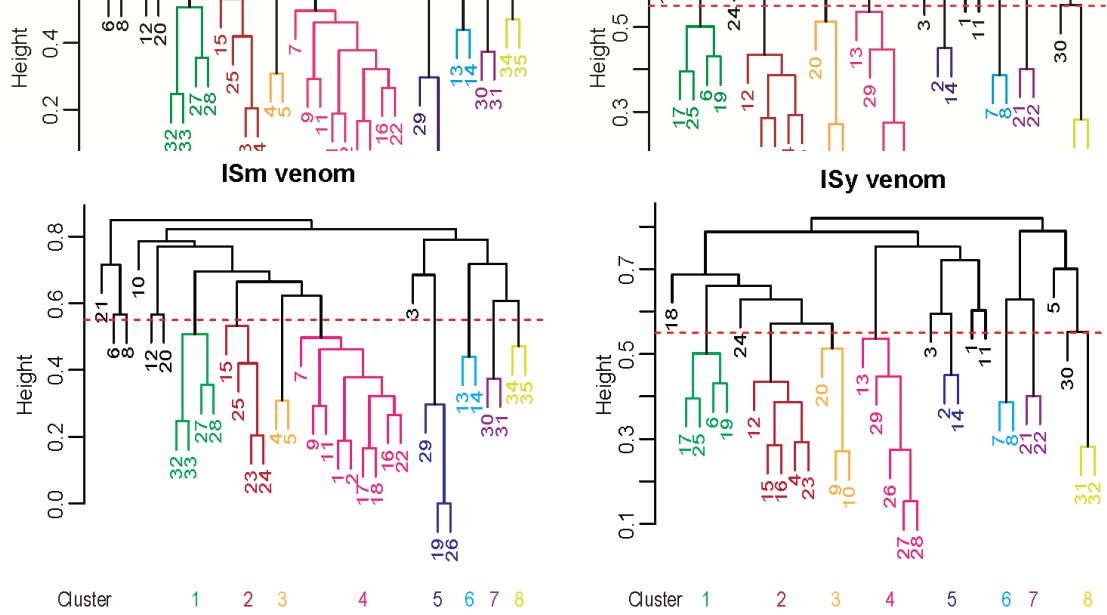 6 8 12 20 15 25 7 24 20 13 3 1 11 30
Height 0.4 0.2
27 28 32 33 4 5 9 11 16 22 29 13 14 30 31 34 35
Height 0.5 0.3
17 25 6 19 12 29 2 14 7 8 21 22
ISm venom
Height 0.8 0.6 0.4 0.2 0.0
21 6 8 10 12 20 32 33 27 28 15 25 23 24 4 5 7 9 11 1 2 17 18 16 22 3 29 19 26 13 14 30 31 34 35
Cluster 1 2 3 4 5 6 7 8
ISy venom
Height 0.7 0.5 0.3 0.1
18 17 25 6 19 24 12 15 16 4 23 20 9 10 13 29 26 27 28 3 2 14 1 11 7 8 21 22 5 30 31 32
1 2 3 4 5 6 7 8
Cluster